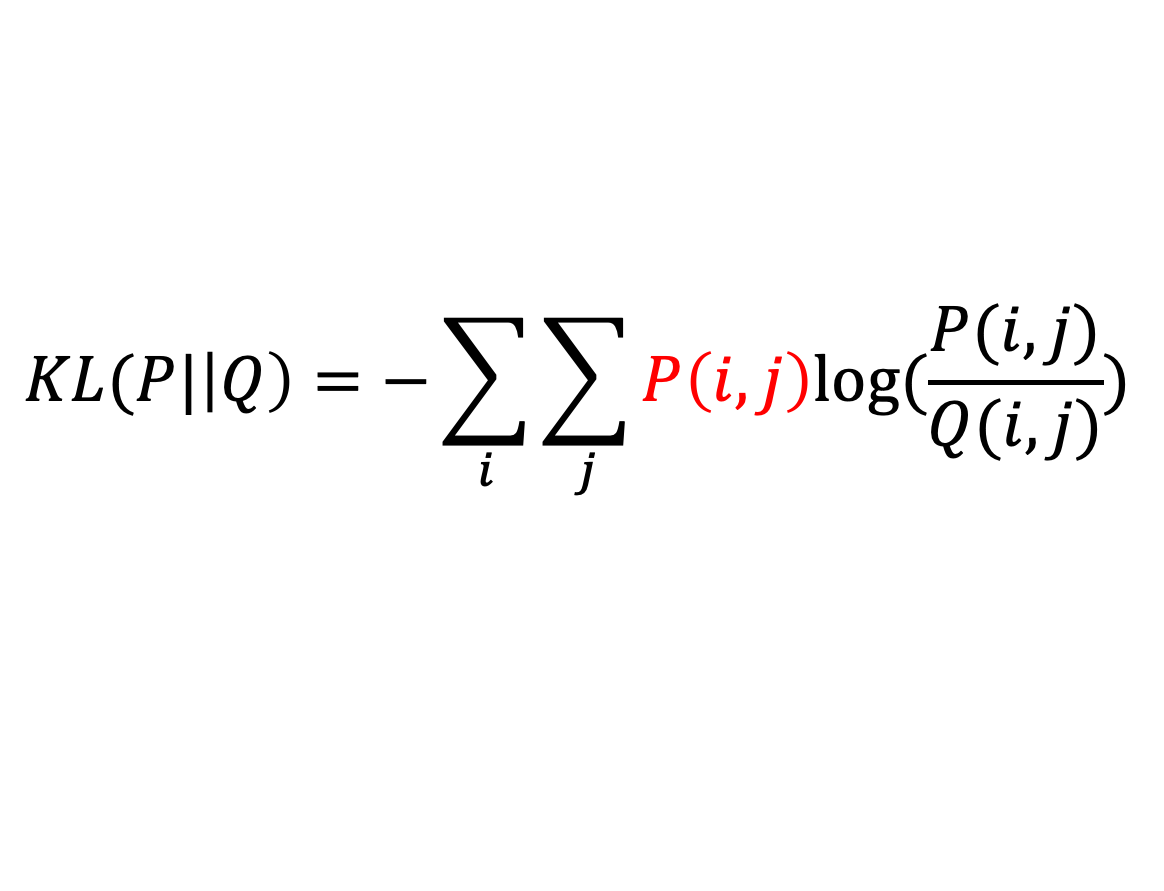 KL(P||Q) = −∑_i ∑_j P(i,j)log(P(i,j)/Q(i,j))